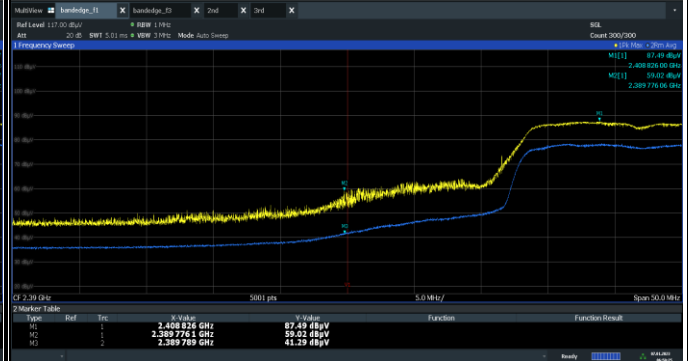 MultiView bandedge_f1 X bandedge_f3 X 2nd X 3rd X
Ref Level 117.00 dBµV RBW 1 MHz SGL
Att 20 dB SWT 5.01 ms VBW 3 MHz Mode Auto Sweep Count 300/300
1 Frequency Sweep 1Pk Max 2Rm Avg
M1[1] 87.49 dBµV
2.408 826 00 GHz
M2[1] 59.02 dBµV
2.389 776 06 GHz
CF 2.39 GHz 5001 pts 5.0 MHz/ Span 50.0 MHz
2 Marker Table
Type Ref Trc X-Value Y-Value Function Function Result
M1 1 2.408 826 GHz 87.49 dBµV
M2 1 2.389 776 1 GHz 59.02 dBµV
M3 2 2.389 789 GHz 41.29 dBµV
Ready